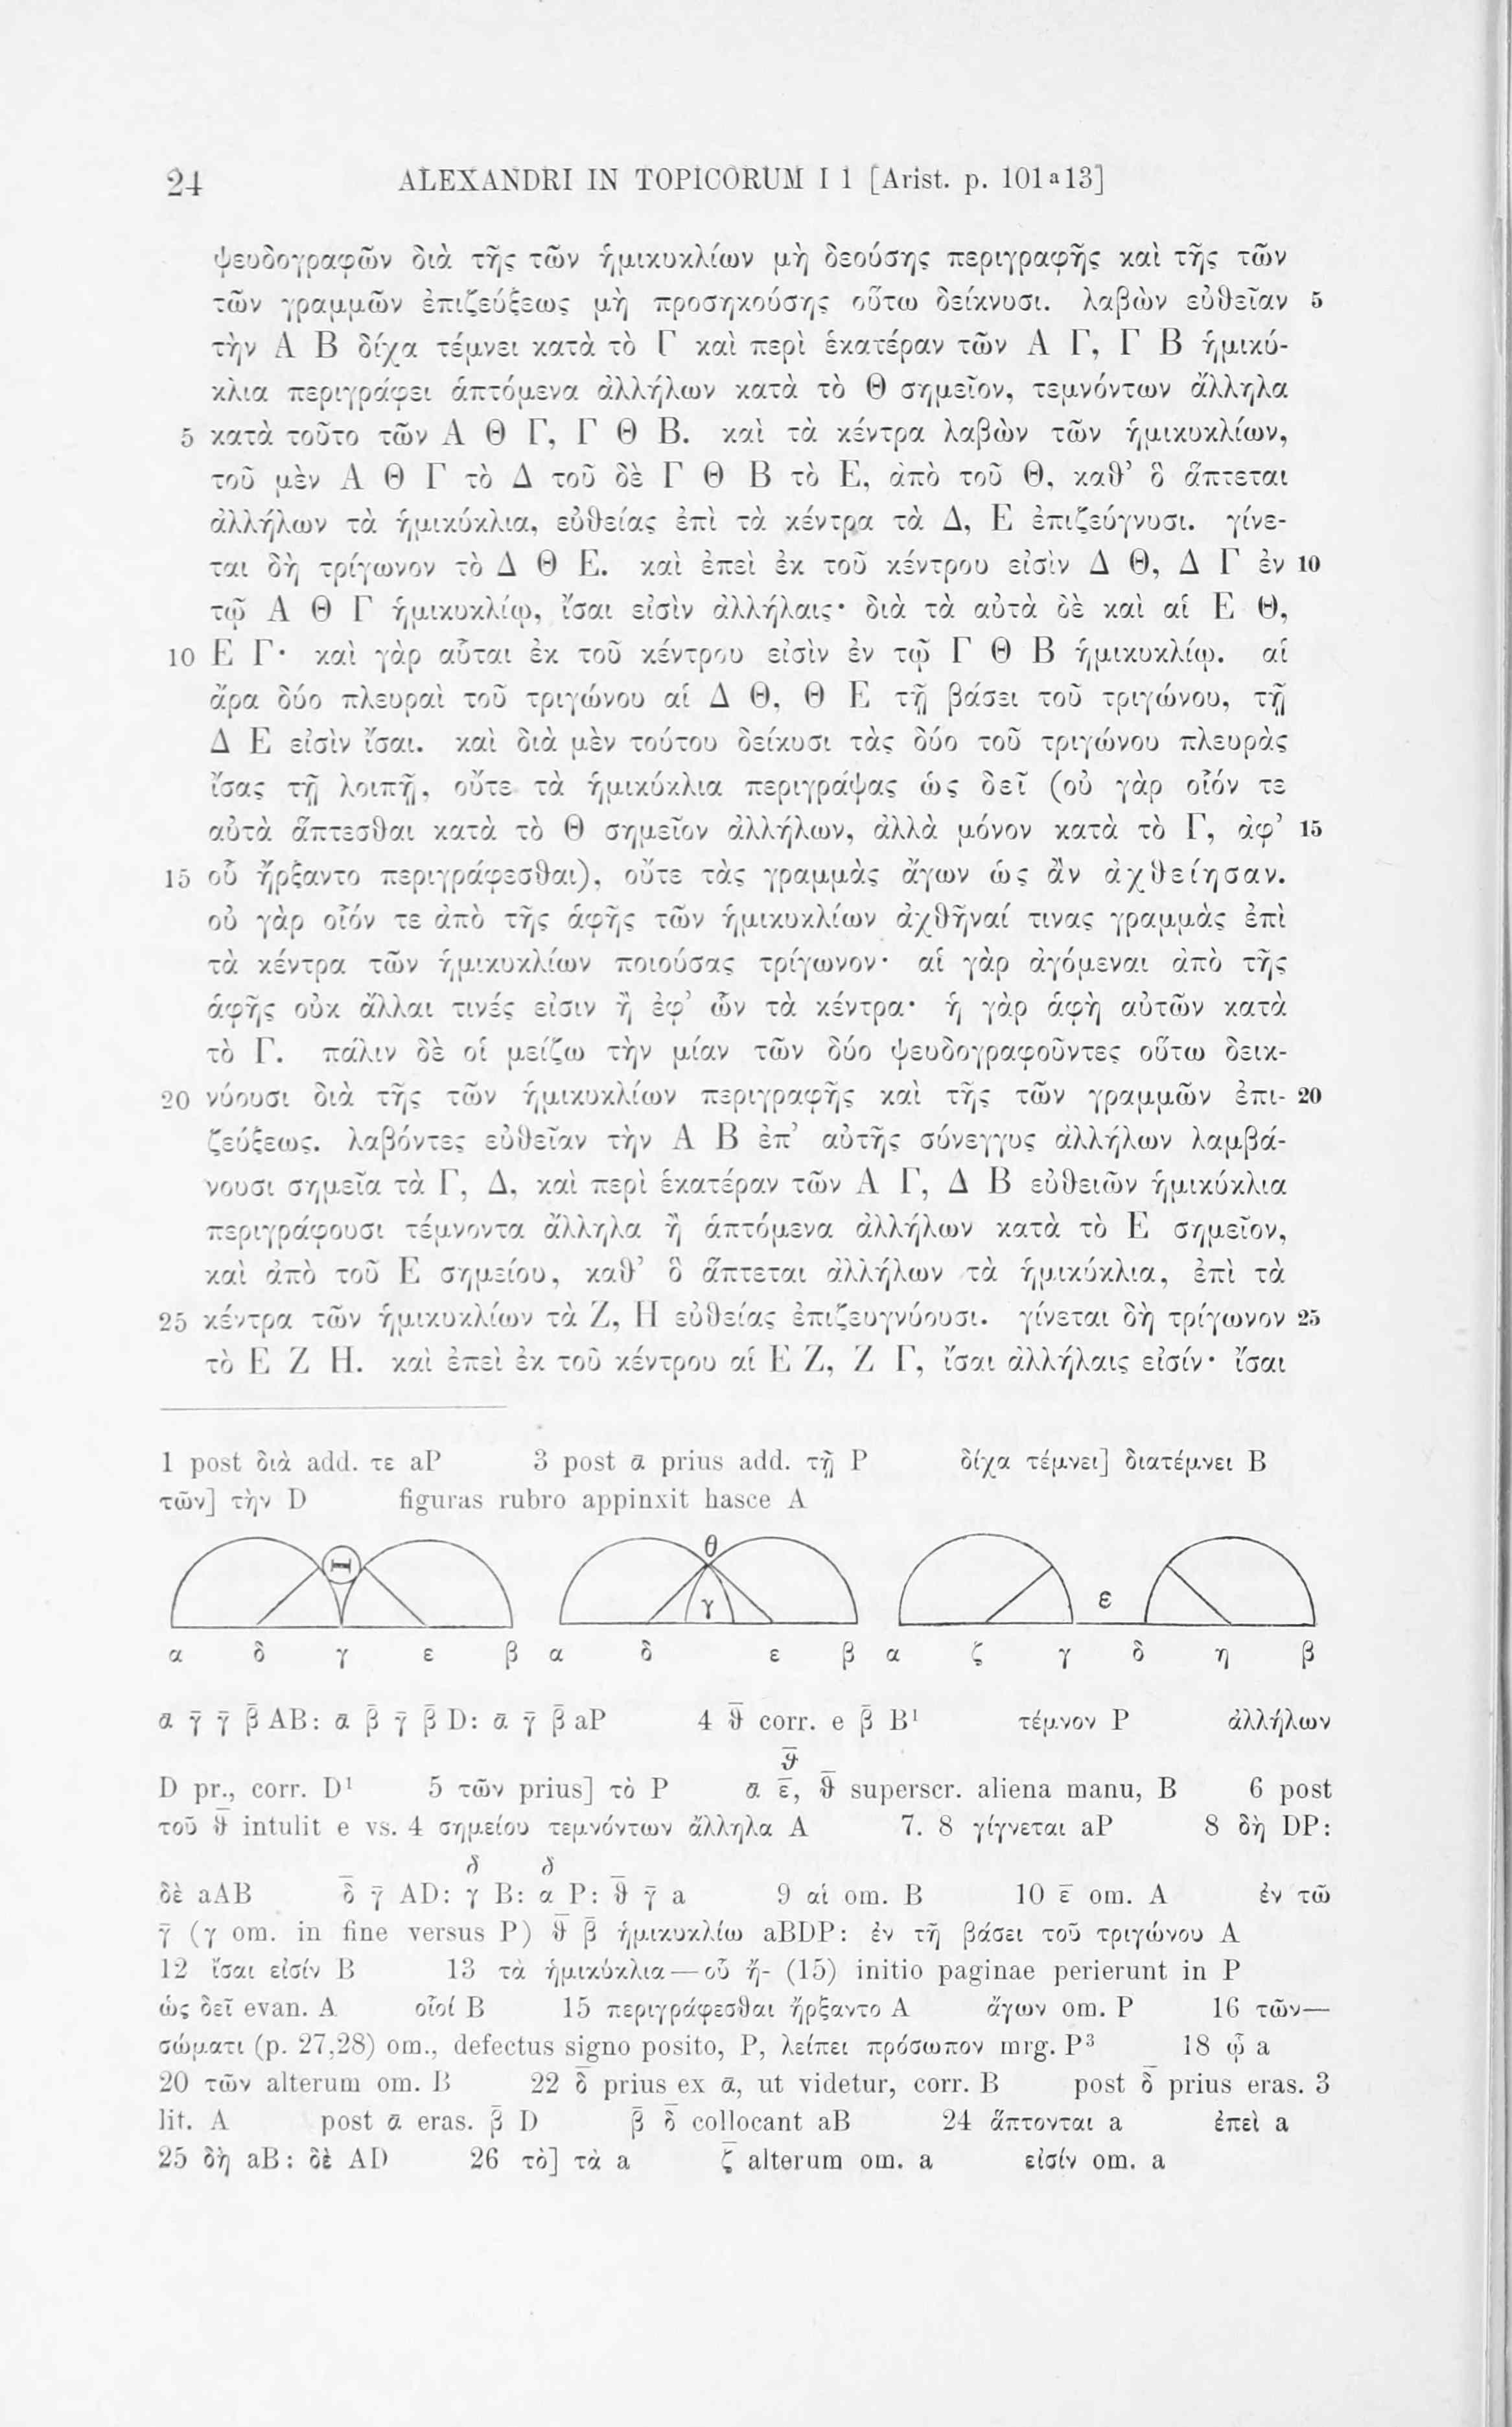 24 ALEXANDRI IN TOPICORUM I 1 [Arist. p. 101ª13]
ψευδογραφῶν διὰ τῆς τῶν ἡμικυκλίων μὴ δεούσης περιγραφῆς καὶ τῆς τῶν
τῶν γραμμῶν ἐπιζεύξεως μὴ προσηκούσης οὕτω δείκνυσι. λαβὼν εὐθεῖαν 5
τὴν Α Β δίχα τέμνει κατὰ τὸ Γ καὶ περὶ ἑκατέραν τῶν Α Γ, Γ Β ἡμικύ-
κλια περιγράφει ἁπτόμενα ἀλλήλων κατὰ τὸ Θ σημεῖον, τεμνόντων ἄλληλα
5 κατὰ τοῦτο τῶν Α Θ Γ, Γ Θ Β. καὶ τὰ κέντρα λαβὼν τῶν ἡμικυκλίων,
τοῦ μὲν Α Θ Γ τὸ Δ τοῦ δὲ Γ Θ Β τὸ Ε, ἀπὸ τοῦ Θ, καθ’ ὃ ἅπτεται
ἀλλήλων τὰ ἡμικύκλια, εὐθείας ἐπὶ τὰ κέντρα τὰ Δ, Ε ἐπιζεύγνυσι. γίνε-
ται δὴ τρίγωνον τὸ Δ Θ Ε. καὶ ἐπεὶ ἐκ τοῦ κέντρου εἰσὶν Δ Θ, Δ Γ ἐν 10
τῷ Α Θ Γ ἡμικυκλίῳ, ἴσαι εἰσὶν ἀλλήλαις· διὰ τὰ αὐτὰ δὲ καὶ αἱ Ε Θ,
10 Ε Γ· καὶ γὰρ αὗται ἐκ τοῦ κέντρου εἰσὶν ἐν τῷ Γ Θ Β ἡμικυκλίῳ. αἱ
ἄρα δύο πλευραὶ τοῦ τριγώνου αἱ Δ Θ, Θ Ε τῇ βάσει τοῦ τριγώνου, τῇ
Δ Ε εἰσὶν ἴσαι. καὶ διὰ μὲν τούτου δείκυσι τὰς δύο τοῦ τριγώνου πλευρὰς
ἴσας τῇ λοιπῇ, οὔτε τὰ ἡμικύκλια περιγράψας ὡς δεῖ (οὐ γὰρ οἷόν τε
αὐτὰ ἅπτεσθαι κατὰ τὸ Θ σημεῖον ἀλλήλων, ἀλλὰ μόνον κατὰ τὸ Γ, ἀφ’ 15
15 οὗ ἤρξαντο περιγράφεσθαι), οὔτε τὰς γραμμὰς ἄγων ὡς ἂν ἀχθείησαν.
οὐ γὰρ οἷόν τε ἀπὸ τῆς ἁφῆς τῶν ἡμικυκλίων ἀχθῆναί τινας γραμμὰς ἐπὶ
τὰ κέντρα τῶν ἡμικυκλίων ποιούσας τρίγωνον· αἱ γὰρ ἀγόμεναι ἀπὸ τῆς
ἁφῆς οὐκ ἄλλαι τινές εἰσιν ἢ ἐφ’ ὧν τὰ κέντρα· ἡ γὰρ ἁφὴ αὐτῶν κατὰ
τὸ Γ. πάλιν δὲ οἱ μείζω τὴν μίαν τῶν δύο ψευδογραφοῦντες οὕτω δεικ-
20 νύουσι διὰ τῆς τῶν ἡμικυκλίων περιγραφῆς καὶ τῆς τῶν γραμμῶν ἐπι- 20
ζεύξεως. λαβόντες εὐθεῖαν τὴν Α Β ἐπ’ αὐτῆς σύνεγγυς ἀλλήλων λαμβά-
νουσι σημεῖα τὰ Γ, Δ, καὶ περὶ ἑκατέραν τῶν Α Γ, Δ Β εὐθειῶν ἡμικύκλια
περιγράφουσι τέμνοντα ἄλληλα ἢ ἁπτόμενα ἀλλήλων κατὰ τὸ Ε σημεῖον,
καὶ ἀπὸ τοῦ Ε σημείου, καθ’ ὃ ἅπτεται ἀλλήλων τὰ ἡμικύκλια, ἐπὶ τὰ
25 κέντρα τῶν ἡμικυκλίων τὰ Ζ, Η εὐθείας ἐπιζευγνύουσι. γίνεται δὴ τρίγωνον 25
τὸ Ε Ζ Η. καὶ ἐπεὶ ἐκ τοῦ κέντρου αἱ Ε Ζ, Ζ Γ, ἴσαι ἀλλήλαις εἰσίν· ἴσαι
1 post διὰ add. τε aP 3 post ᾱ prius add. τῇ P δίχα τέμνει] διατέμνει B
τῶν] τὴν D figuras rubro appinxit hasce A
Θ θ γ ε
α δ γ ε β α δ ε β α ζ γ δ η β
ᾱ γ̄ γ̄ β̄ AB: ᾱ β̄ γ̄ β̄ D: ᾱ γ̄ β̄ aP 4 ϑ̄ corr. e β̄ B¹ τέμνον P ἀλλήλων
ϑ̄
D pr., corr. D¹ 5 τῶν prius] τὸ P ᾱ ε̄, ϑ̄ superscr. aliena manu, B 6 post
τοῦ ϑ̄ intulit e vs. 4 σημείου τεμνόντων ἄλληλα A 7. 8 γίγνεται aP 8 δὴ DP:
δ δ
δὲ aAB δ̄ γ̄ AD: γ B: α P: ϑ̄ γ̄ a 9 αἱ om. B 10 ε̄ om. A ἐν τῶ
γ̄ (γ om. in fine versus P) ϑ̄ β̄ ἡμικυκλίω aBDP: ἐν τῆ βάσει τοῦ τριγώνου A
12 ἴσαι εἰσίν B 13 τὰ ἡμικύκλια — οὗ ἤ- (15) initio paginae perierunt in P
ὡς δεῖ evan. A οἷοί B 15 περιγράφεσθαι ἤρξαντο A ἄγων om. P 16 τῶν—
σώματι (p. 27,28) om., defectus signo posito, P, λείπει πρόσωπον mrg. P³ 18 ᾧ a
20 τῶν alterum om. B 22 δ̄ prius ex ᾱ, ut videtur, corr. B post δ̄ prius eras. 3
lit. A post ᾱ eras. β̄ D β̄ δ̄ collocant aB 24 ἅπτονται a ἐπεὶ a
25 δὴ aB: δὲ AD 26 τὸ] τὰ a ζ̄ alterum om. a εἰσίν om. a